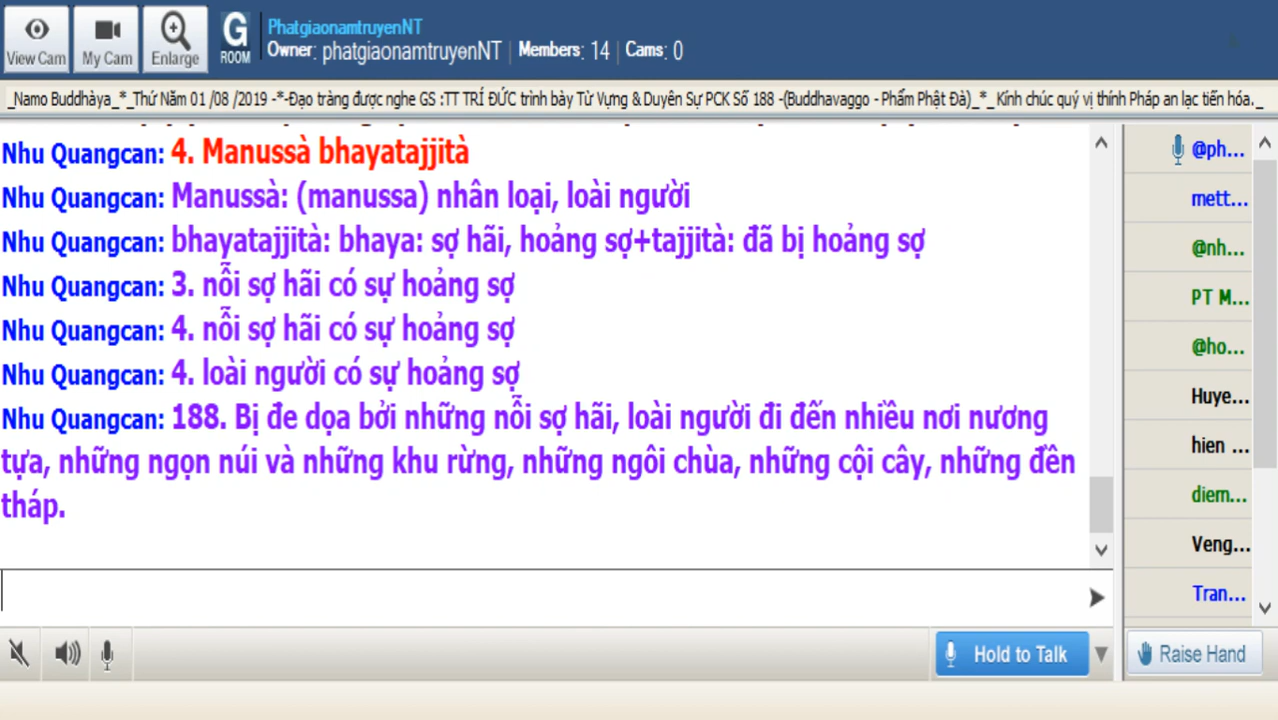 PhatgiaonamtruyenNT
View Cam
My Cam
Enlarge
G
ROOM
Owner: phatgiaonamtruyenNT | Members: 14 | Cams: 0
_Namo Buddhàya_*_Thứ Năm 01 /08 /2019 -*-Đạo tràng được nghe GS :TT TRÍ ĐỨC trình bày Từ Vựng & Duyên Sự PCK Số 188 -(Buddhavaggo - Phẩm Phật Đà)_*_ Kính chúc quý vị thính Pháp an lạc tiến hóa._
Nhu Quangcan: 4. Manussà bhayatajjità
Nhu Quangcan: Manussà: (manussa) nhân loại, loài người
Nhu Quangcan: bhayatajjità: bhaya: sợ hãi, hoảng sợ+tajjità: đã bị hoảng sợ
Nhu Quangcan: 3. nỗi sợ hãi có sự hoảng sợ
Nhu Quangcan: 4. nỗi sợ hãi có sự hoảng sợ
Nhu Quangcan: 4. loài người có sự hoảng sợ
Nhu Quangcan: 188. Bị đe dọa bởi những nỗi sợ hãi, loài người đi đến nhiều nơi nương
tựa, những ngọn núi và những khu rừng, những ngôi chùa, những cội cây, những đền
tháp.
@ph...
mett...
@nh...
PT M...
@ho...
Huye...
hien ...
diem...
Veng...
Tran...
Hold to Talk
Raise Hand